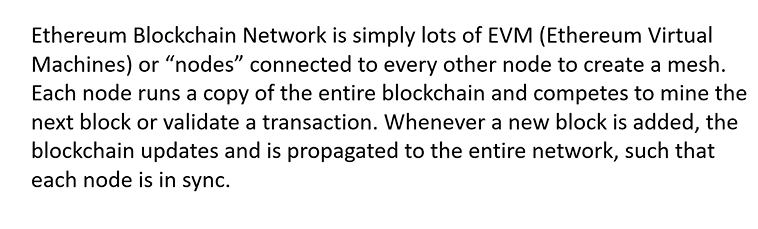 Ethereum Blockchain Network is simply lots of EVM (Ethereum Virtual
Machines) or “nodes” connected to every other node to create a mesh.
Each node runs a copy of the entire blockchain and competes to mine the
next block or validate a transaction. Whenever a new block is added, the
blockchain updates and is propagated to the entire network, such that
each node is in sync.